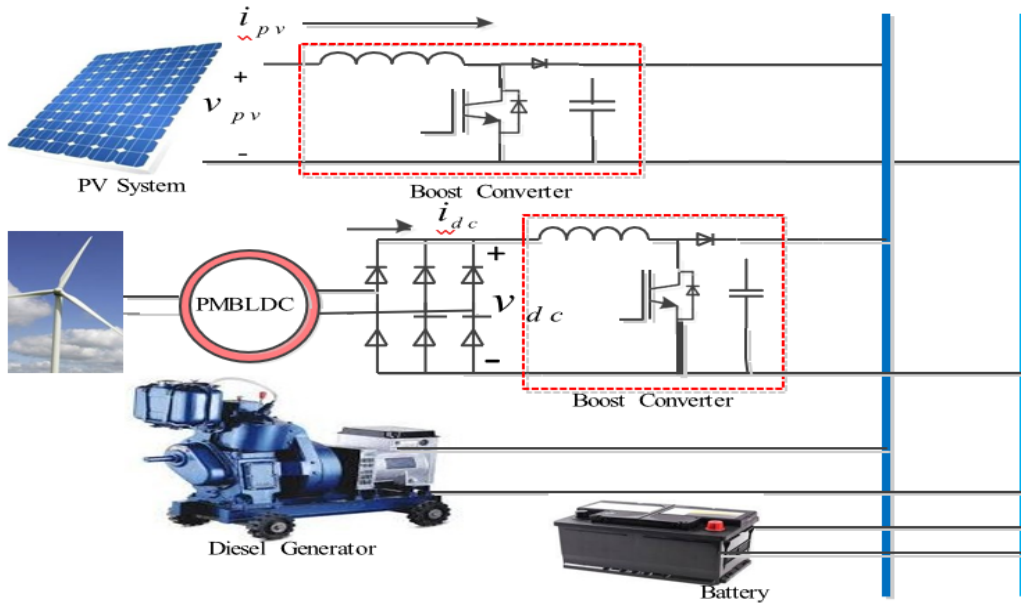 i pv
+
v pv
-
PV System
Boost Converter
i dc
+
PMBLDC
v dc
-
Boost Converter
Diesel Generator
Battery